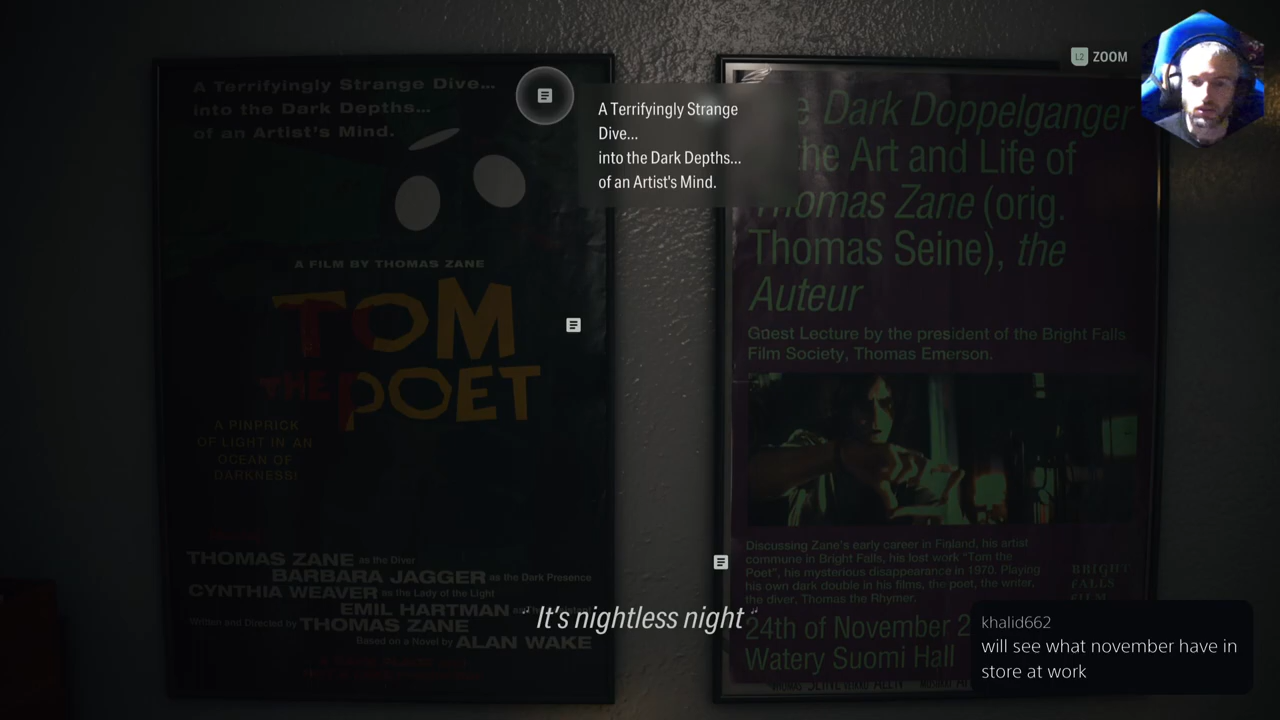 A Terrifyingly Strange Dive...
into the Dark Depths...
of an Artist's Mind.
A FILM BY THOMAS ZANE
TOM
THE POET
A PINPRICK
OF LIGHT IN AN
OCEAN OF
DARKNESS!
THOMAS ZANE as the Diver
BARBARA JAGGER as the Dark Presence
CYNTHIA WEAVER as the Lady of the Light
EMIL HARTMAN
Written and Directed by THOMAS ZANE
Based on a Novel by ALAN WAKE
A Terrifyingly Strange
Dive...
into the Dark Depths...
of an Artist's Mind.
Dark Doppelganger
the Art and Life of
Thomas Zane (orig.
Thomas Seine), the
Auteur
Guest Lecture by the president of the Bright Falls
Film Society, Thomas Emerson.
Discussing Zane's early career in Finland, his artist
commune in Bright Falls, his lost work "Tom the
Poet", his mysterious disappearance in 1970. Playing
his own dark double in his films, the poet, the writer,
the diver, Thomas the Rhymer.
BRIGHT
FALLS
FILM
24th of November 2
Watery Suomi Hall
L2 ZOOM
" It's nightless night "
khalid662
will see what november have in
store at work